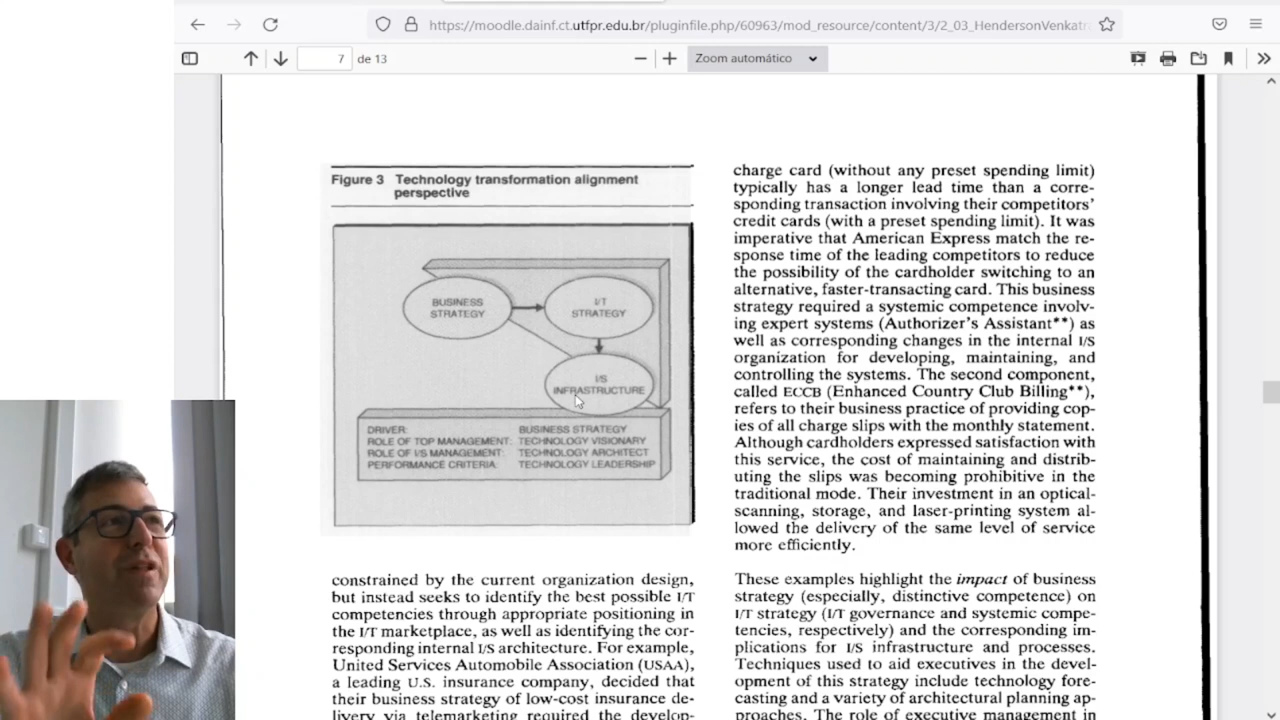 https://moodle.dainf.ct.utfpr.edu.br/pluginfile.php/60963/mod_resource/content/3/2_03_HendersonVenkatr
7 de 13
Zoom automático
Figure 3 Technology transformation alignment
perspective
BUSINESS
STRATEGY
I/T
STRATEGY
I/S
INFRASTRUCTURE
DRIVER: BUSINESS STRATEGY
ROLE OF TOP MANAGEMENT: TECHNOLOGY VISIONARY
ROLE OF I/S MANAGEMENT: TECHNOLOGY ARCHITECT
PERFORMANCE CRITERIA: TECHNOLOGY LEADERSHIP
constrained by the current organization design,
but instead seeks to identify the best possible I/T
competencies through appropriate positioning in
the I/T marketplace, as well as identifying the cor-
responding internal I/S architecture. For example,
United Services Automobile Association (USAA),
a leading U.S. insurance company, decided that
their business strategy of low-cost insurance de-
livery via telemarketing required the develop-
charge card (without any preset spending limit)
typically has a longer lead time than a corre-
sponding transaction involving their competitors'
credit cards (with a preset spending limit). It was
imperative that American Express match the re-
sponse time of the leading competitors to reduce
the possibility of the cardholder switching to an
alternative, faster-transacting card. This business
strategy required a systemic competence involv-
ing expert systems (Authorizer's Assistant**) as
well as corresponding changes in the internal I/S
organization for developing, maintaining, and
controlling the systems. The second component,
called ECCB (Enhanced Country Club Billing**),
refers to their business practice of providing cop-
ies of all charge slips with the monthly statement.
Although cardholders expressed satisfaction with
this service, the cost of maintaining and distrib-
uting the slips was becoming prohibitive in the
traditional mode. Their investment in an optical-
scanning, storage, and laser-printing system al-
lowed the delivery of the same level of service
more efficiently.
These examples highlight the impact of business
strategy (especially, distinctive competence) on
I/T strategy (I/T governance and systemic compe-
tencies, respectively) and the corresponding im-
plications for I/S infrastructure and processes.
Techniques used to aid executives in the devel-
opment of this strategy include technology fore-
casting and a variety of architectural planning ap-
proaches. The role of executive management in